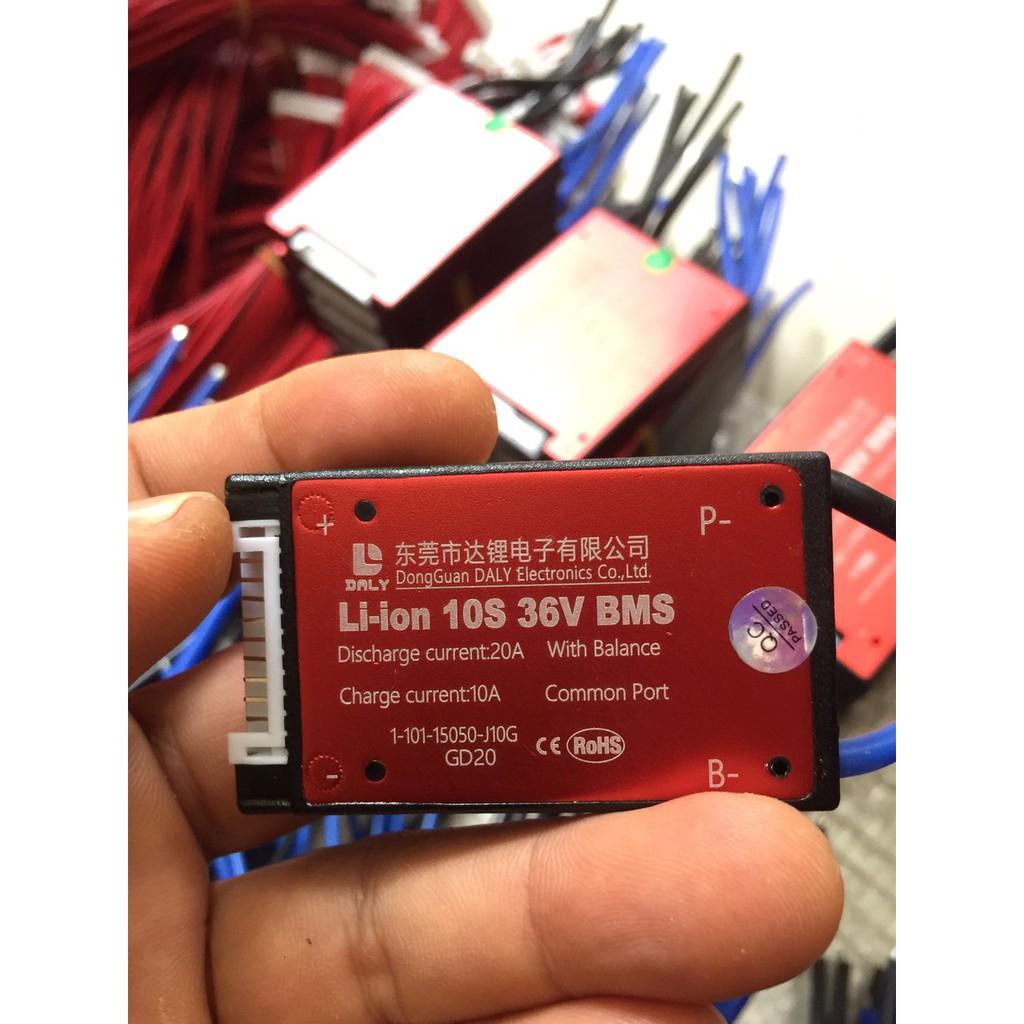 +
P-
东莞市达锂电子有限公司
DALY DongGuan DALY Electronics Co.,Ltd.
Li-ion 10S 36V BMS
Discharge current:20A With Balance
Charge current:10A Common Port
1-101-15050-J10G
GD20
CE RoHS
-
B-
QC
PASSED